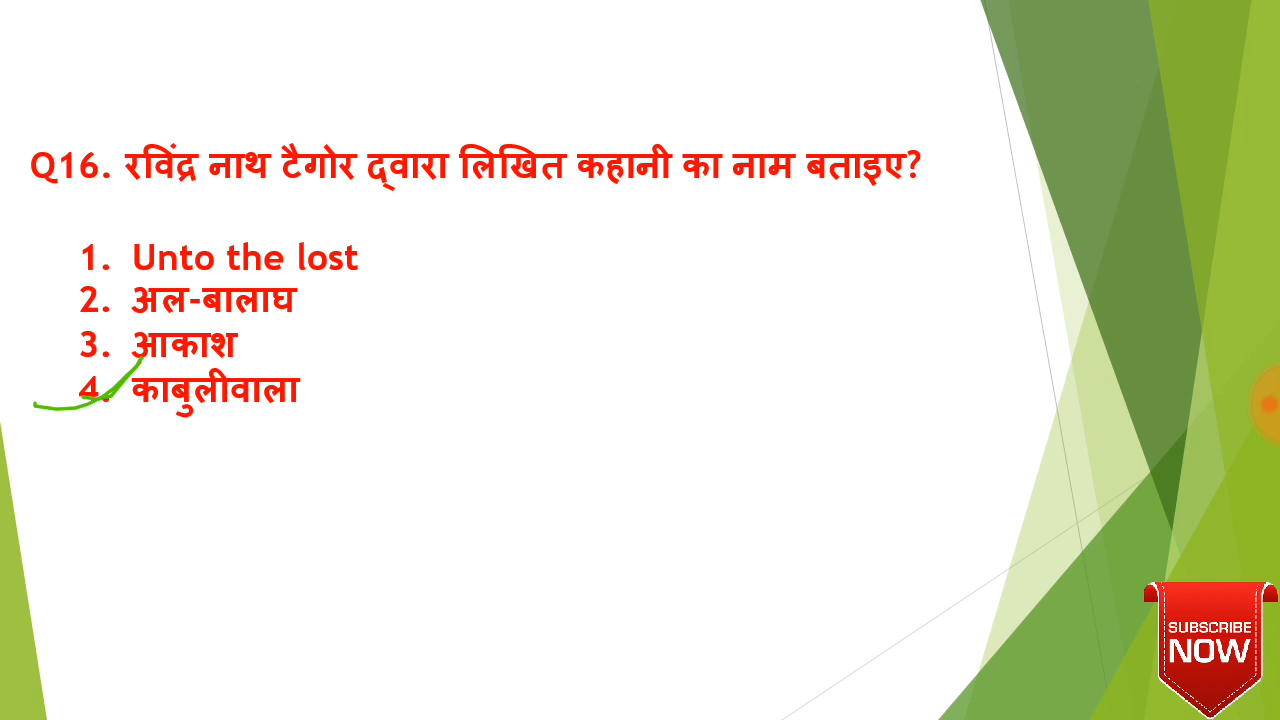 Q16. रविंद्र नाथ टैगोर द्वारा लिखित कहानी का नाम बताइए?
1. Unto the lost
2. अल-बालाघ
3. आकाश
4. काबुलीवाला
SUBSCRIBE
NOW